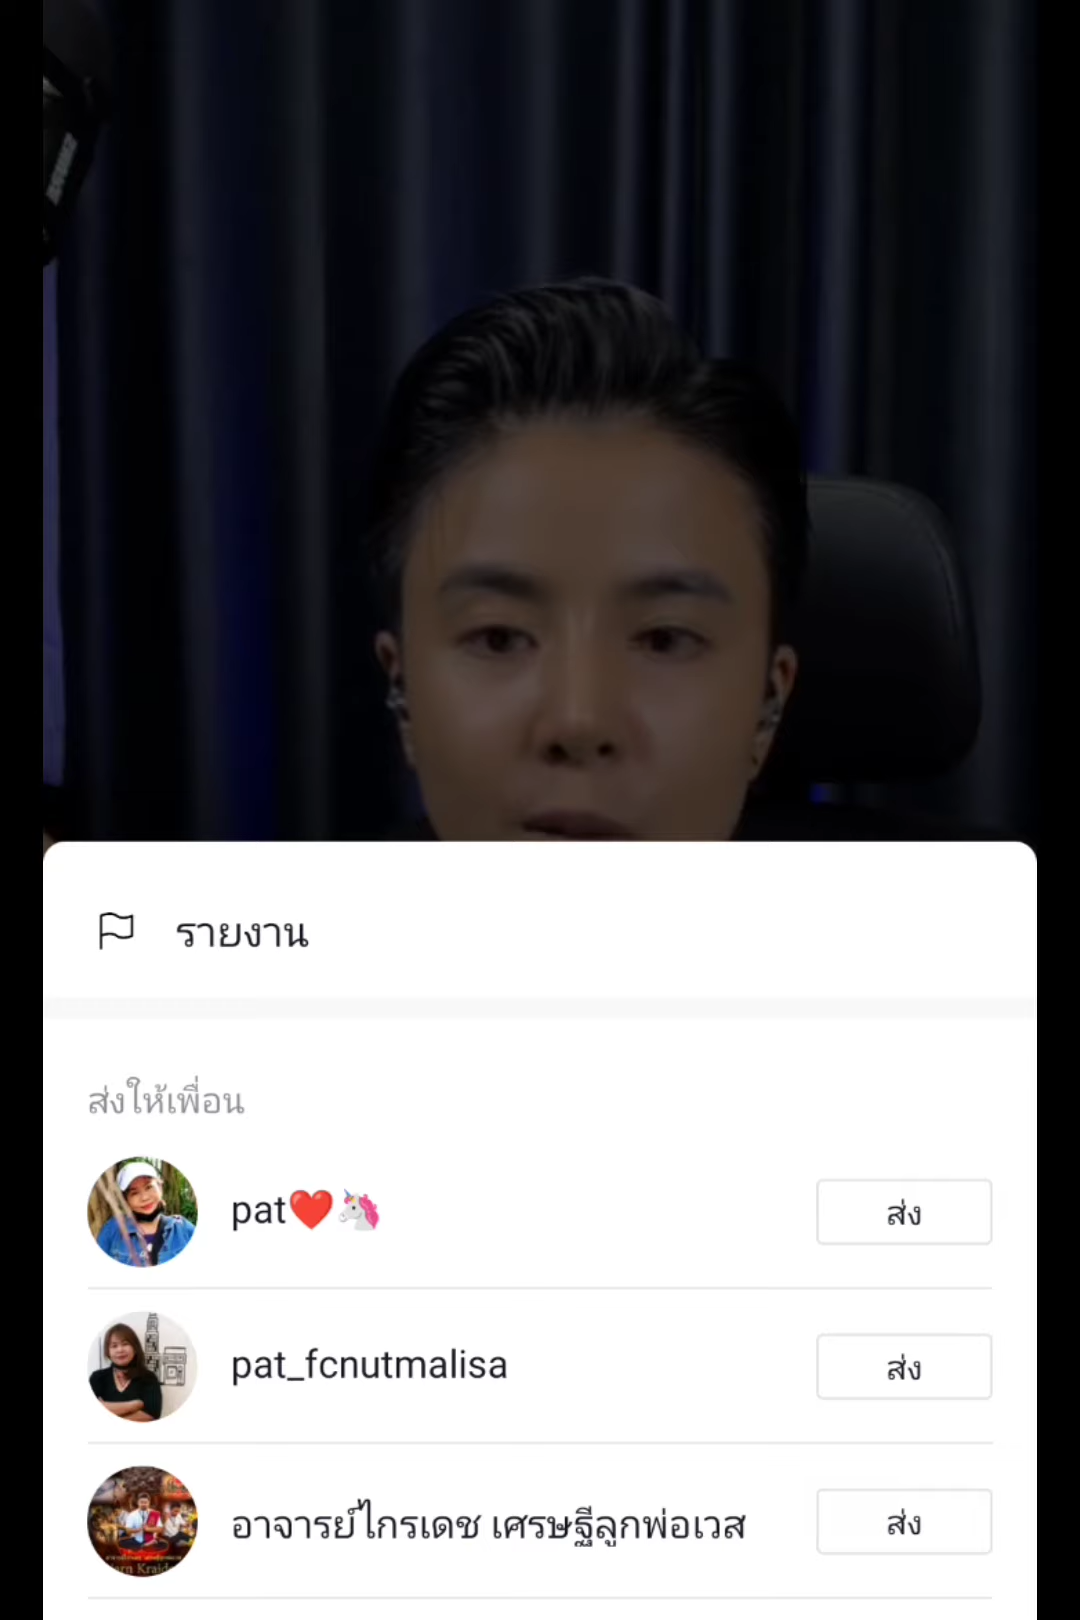 รายงาน
ส่งให้เพื่อน
pat❤️🦄
ส่ง
pat_fcnutmalisa
ส่ง
อาจารย์ไกรเดช เศรษฐีลูกพ่อเวส
ส่ง